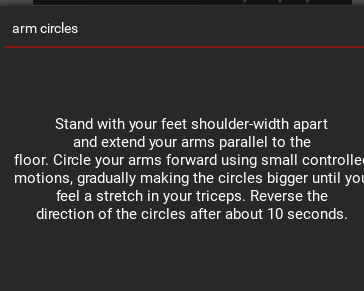 arm circles
Stand with your feet shoulder-width apart
and extend your arms parallel to the
floor. Circle your arms forward using small
motions, gradually making the circles bigger until
feel a stretch in your triceps. Reverse the
direction of the circles after about 10 seconds.